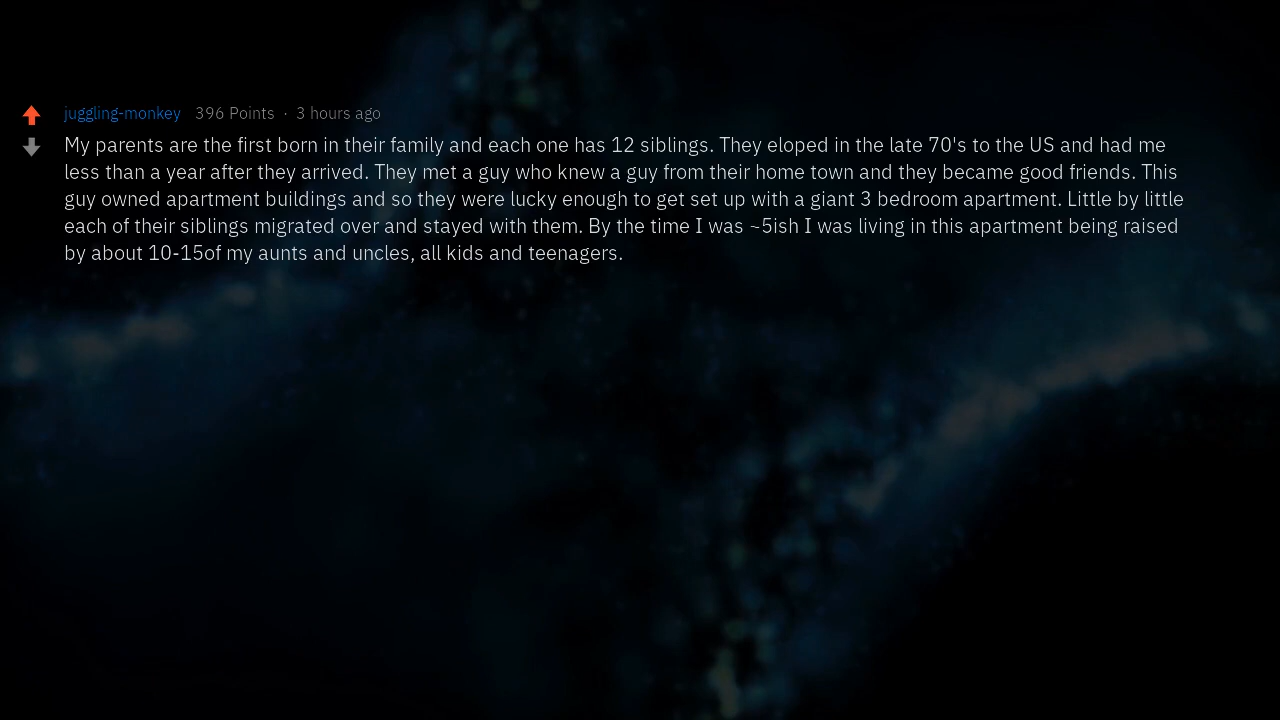 juggling-monkey 396 Points · 3 hours ago
My parents are the first born in their family and each one has 12 siblings. They eloped in the late 70's to the US and had me
less than a year after they arrived. They met a guy who knew a guy from their home town and they became good friends. This
guy owned apartment buildings and so they were lucky enough to get set up with a giant 3 bedroom apartment. Little by little
each of their siblings migrated over and stayed with them. By the time I was ~5ish I was living in this apartment being raised
by about 10-15of my aunts and uncles, all kids and teenagers.